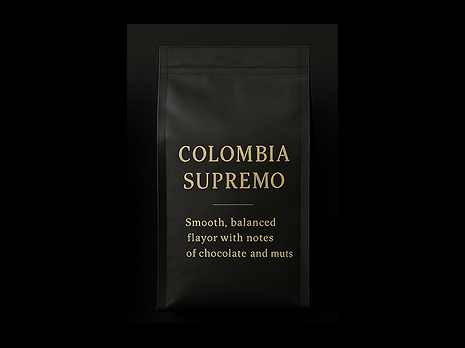 COLOMBIA
SUPREMO
Smooth, balanced
flavor with notes
of chocolate and muts